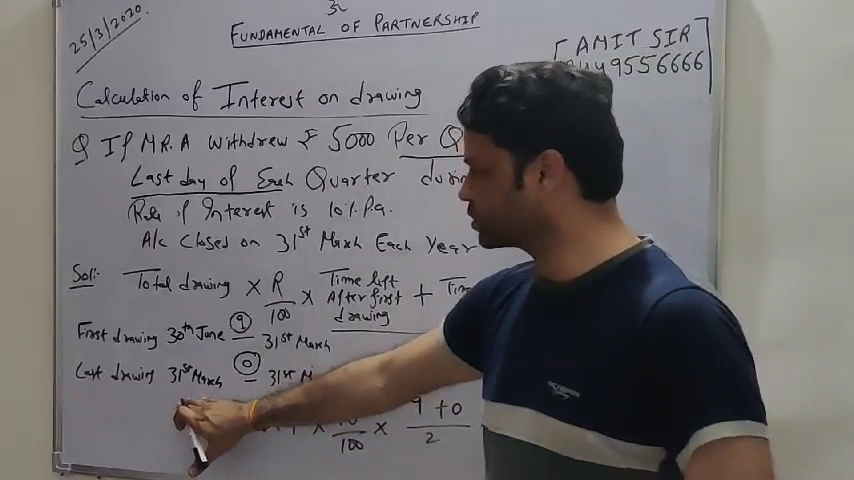 25/3/2020
FUNDAMENTAL OF PARTNERSHIP
AMIT SIR
9556666
Calculation of Interest on drawing
Q If MR. A withdrew ₹ 5000 Per Q
Last day of Each Quarter durin
Rate of Interest is 10% P.a.
A/c closed on 31st March Each Year
Sol:- Total drawing × R/100 × Time left After first drawing + Tim
First drawing 30th June 9 — 31st March
Last drawing 31st March 0 — 31st M
100 × 9 + 0 / 2